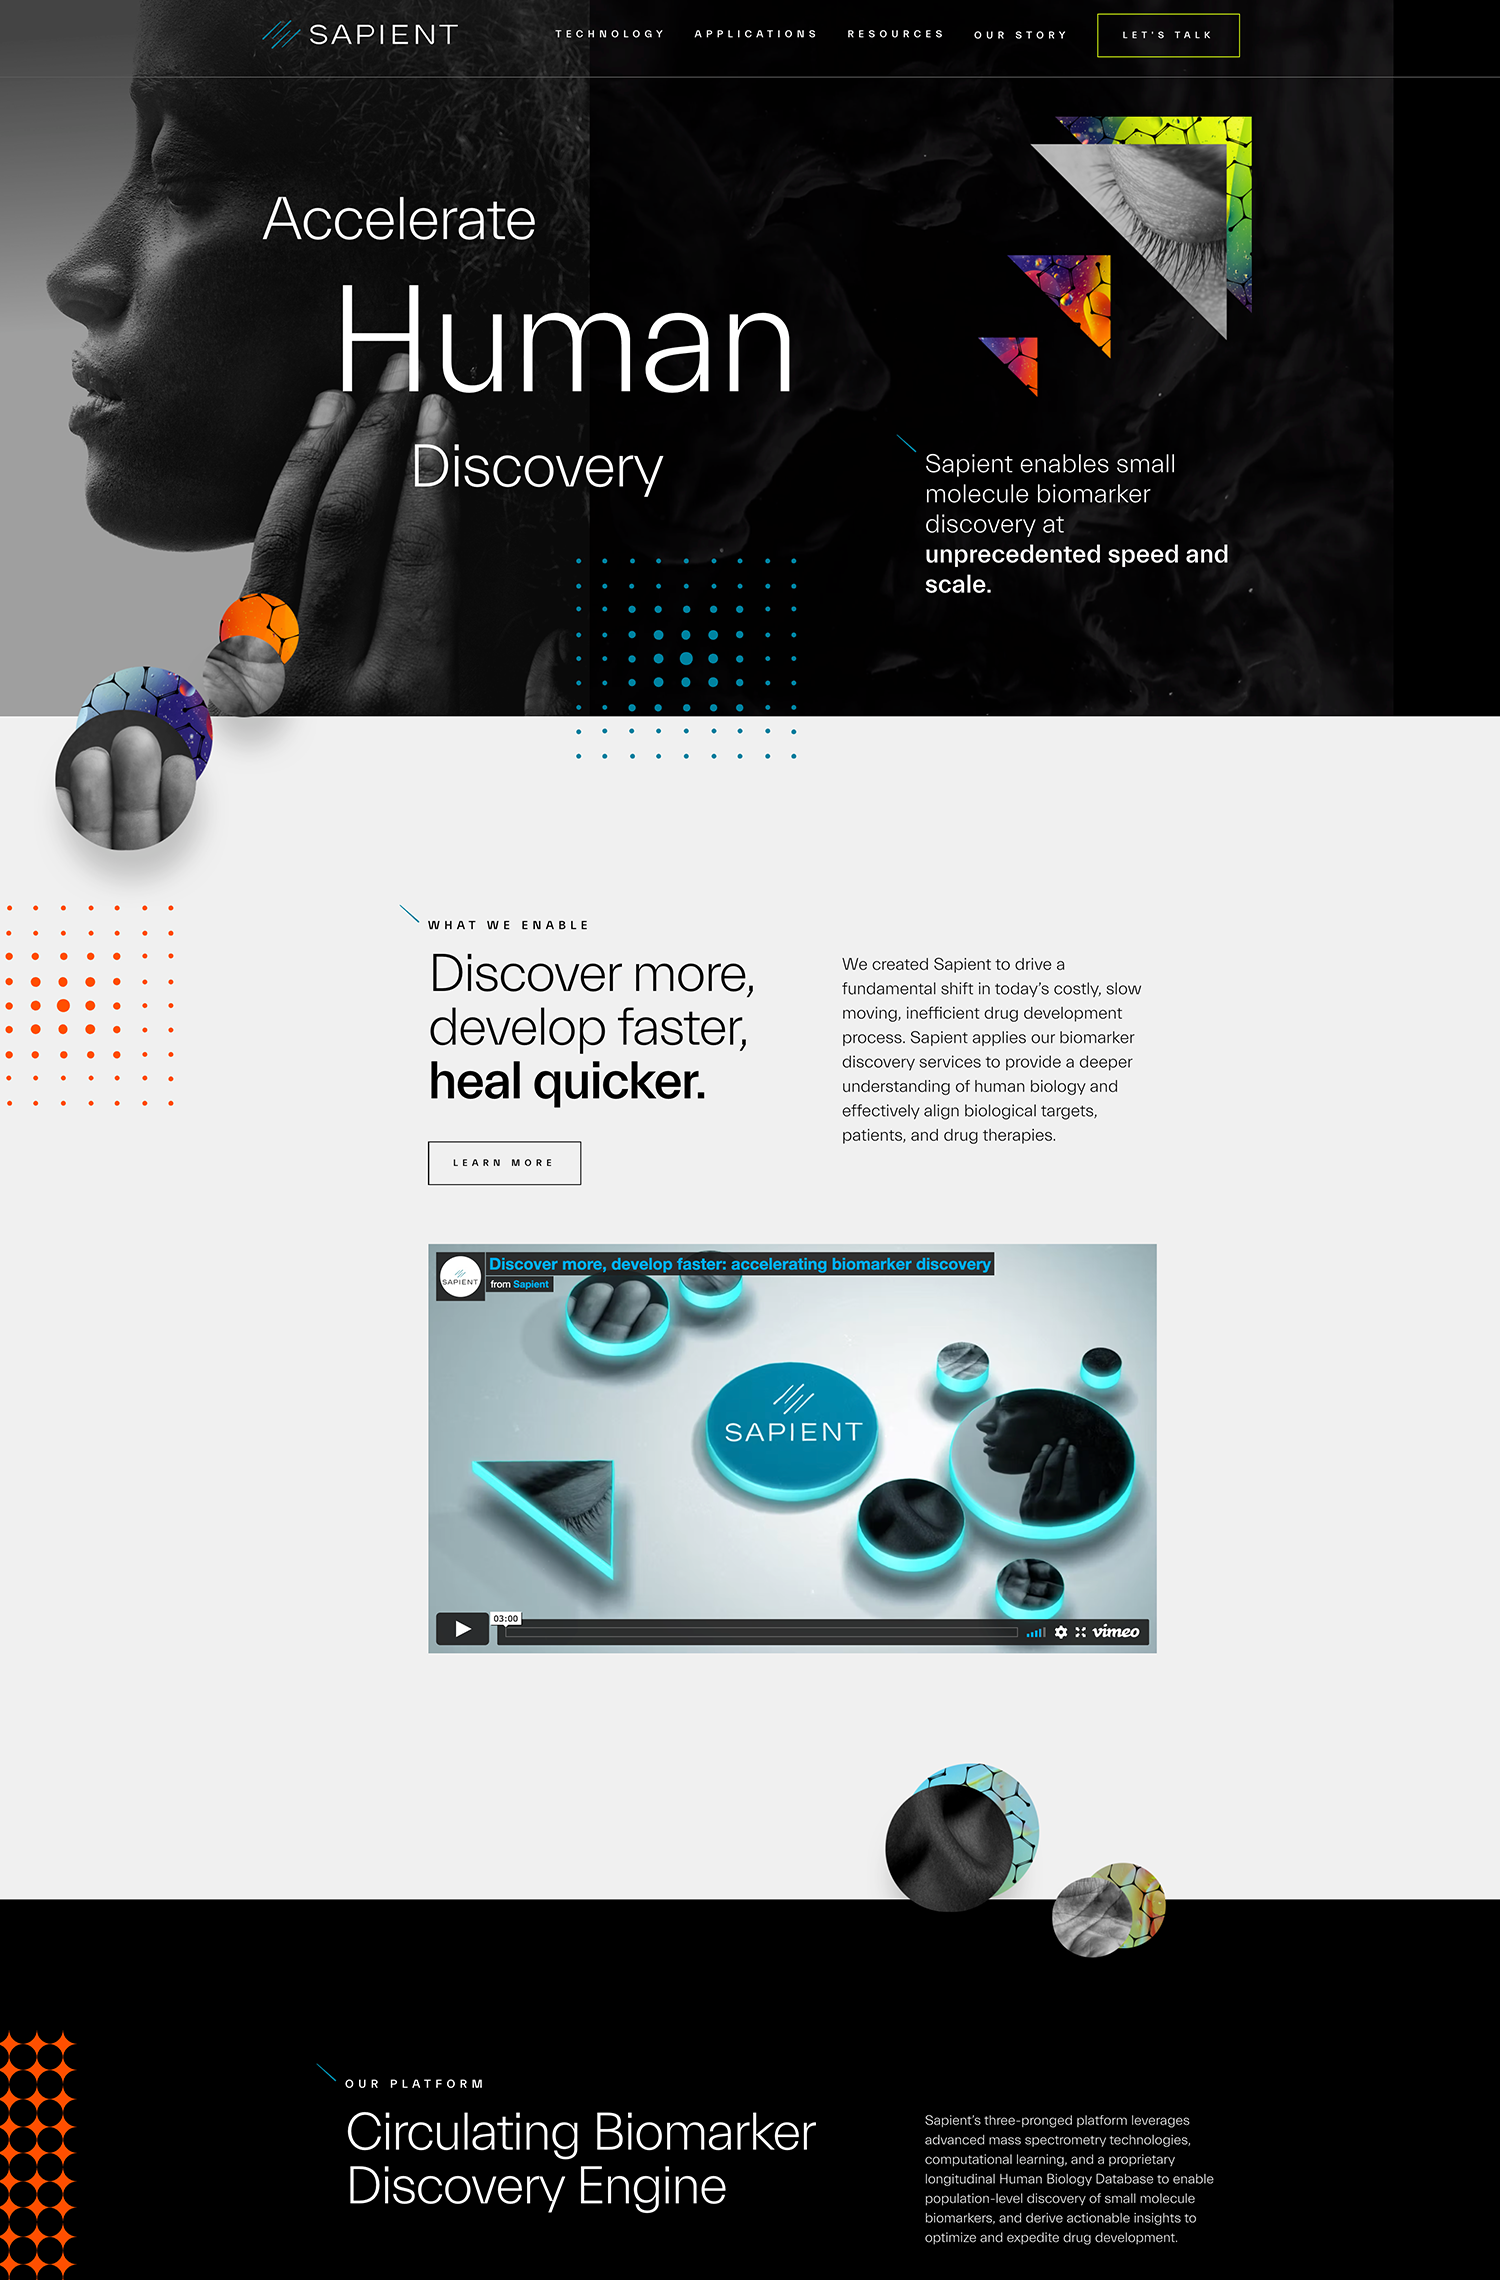 SAPIENT
TECHNOLOGY
APPLICATIONS
RESOURCES
OUR STORY
LET'S TALK
Accelerate
Human
Discovery
Sapient enables small
molecule biomarker
discovery at
unprecedented speed and
scale.
WHAT WE ENABLE
Discover more,
develop faster,
heal quicker.
LEARN MORE
We created Sapient to drive a
fundamental shift in today's costly, slow
moving, inefficient drug development
process. Sapient applies our biomarker
discovery services to provide a deeper
understanding of human biology and
effectively align biological targets,
patients, and drug therapies.
SAPIENT
Discover more, develop faster: accelerating biomarker discovery
from Sapient
SAPIENT
03:00
vimeo
OUR PLATFORM
Circulating Biomarker
Discovery Engine
Sapient's three-pronged platform leverages
advanced mass spectrometry technologies,
computational learning, and a proprietary
longitudinal Human Biology Database to enable
population-level discovery of small molecule
biomarkers, and derive actionable insights to
optimize and expedite drug development.